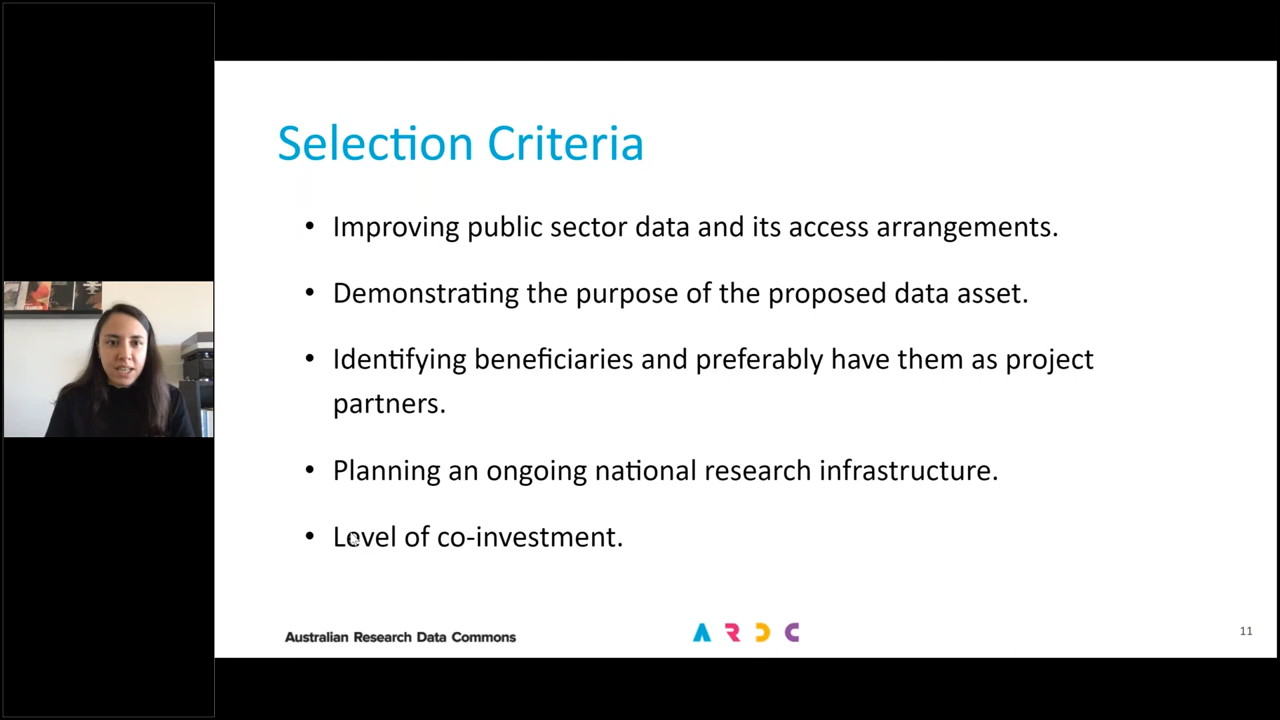 Selection Criteria
• Improving public sector data and its access arrangements.
• Demonstrating the purpose of the proposed data asset.
• Identifying beneficiaries and preferably have them as project
partners.
• Planning an ongoing national research infrastructure.
• Level of co-investment.
Australian Research Data Commons
ARDC
11